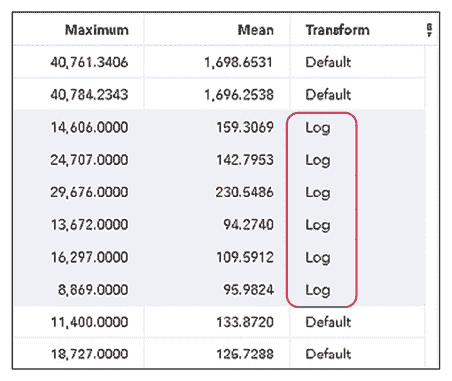 Maximum Mean Transform
40,761.3406 1,698.6531 Default
40,784.2343 1,696.2538 Default
14,606.0000 159.3069 Log
24,707.0000 142.7953 Log
29,676.0000 230.5486 Log
13,672.0000 94.2740 Log
16,297.0000 109.5912 Log
8,869.0000 95.9824 Log
11,400.0000 133.8720 Default
18,727.0000 126.7288 Default